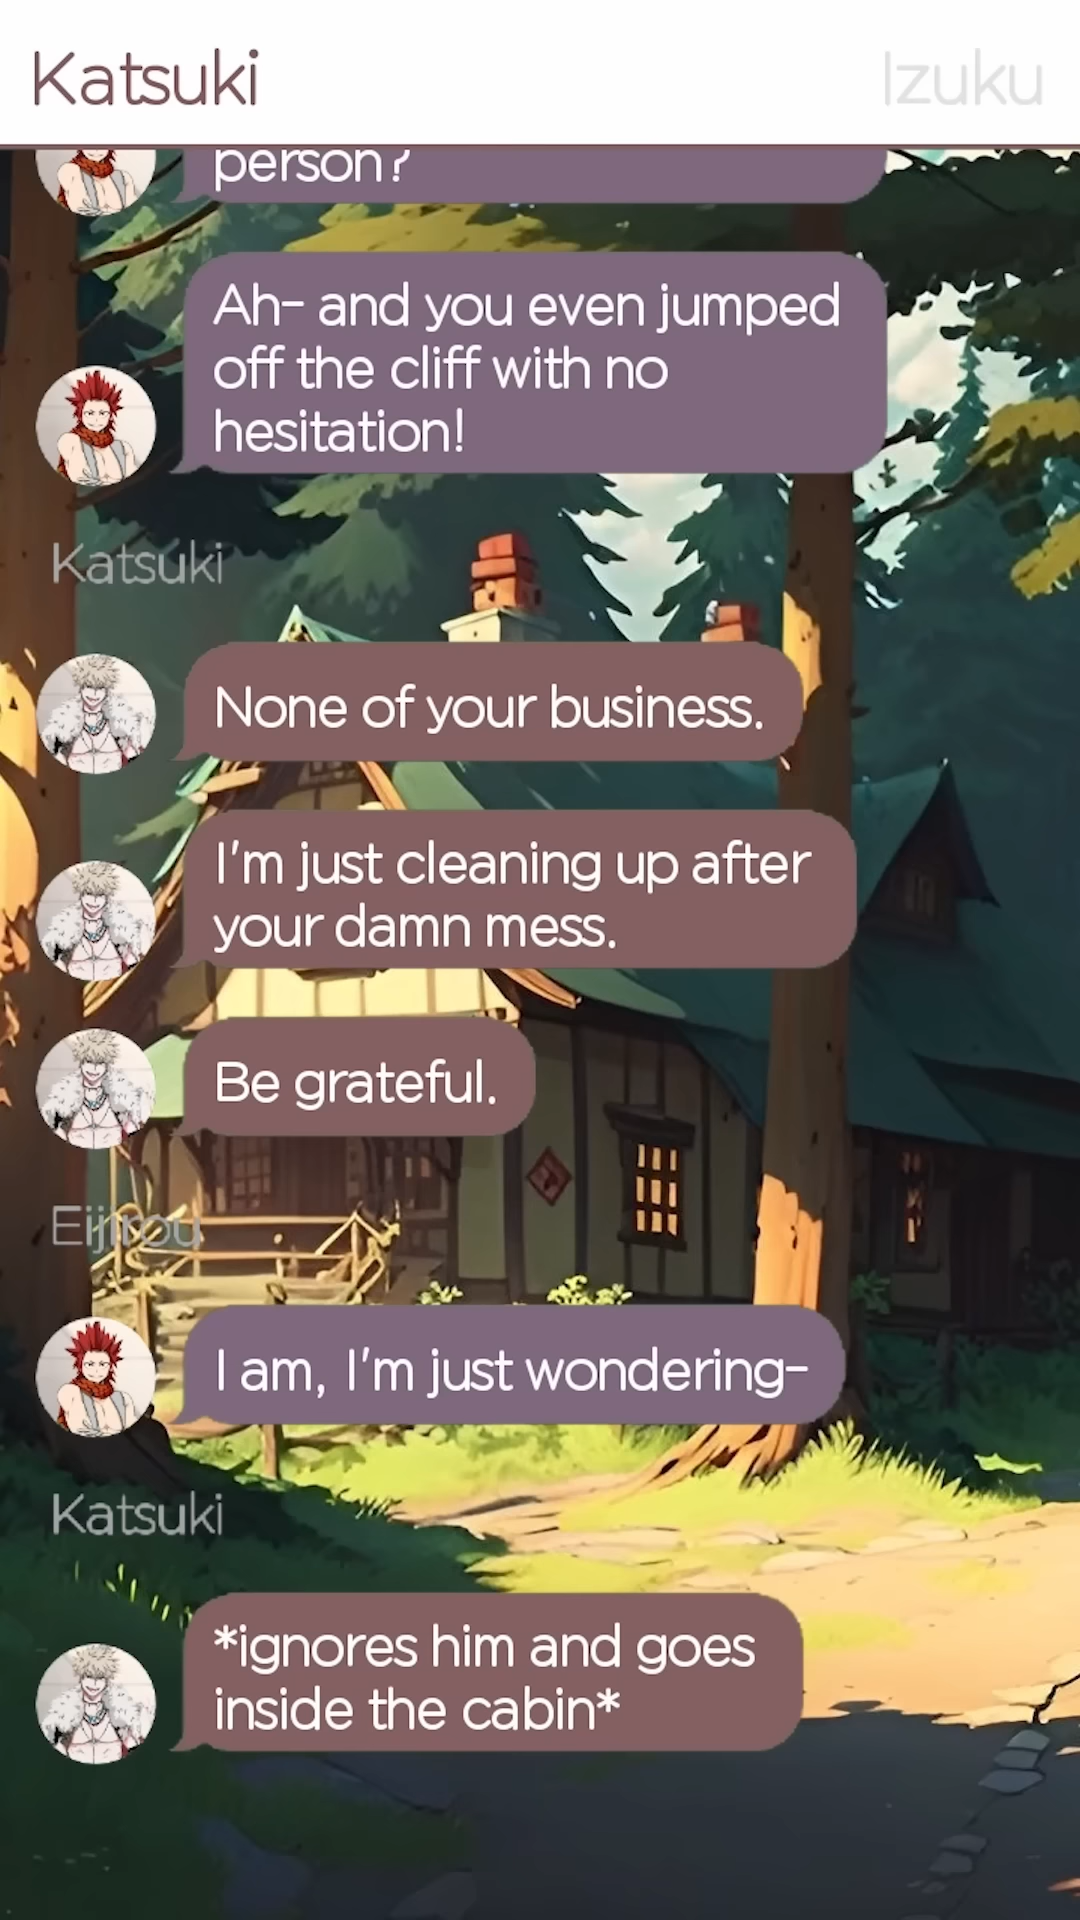 Katsuki
Izuku
person?
Ah- and you even jumped
off the cliff with no
hesitation!
Katsuki
None of your business.
I'm just cleaning up after
your damn mess.
Be grateful.
Eijirou
I am, I'm just wondering-
Katsuki
*ignores him and goes
inside the cabin*